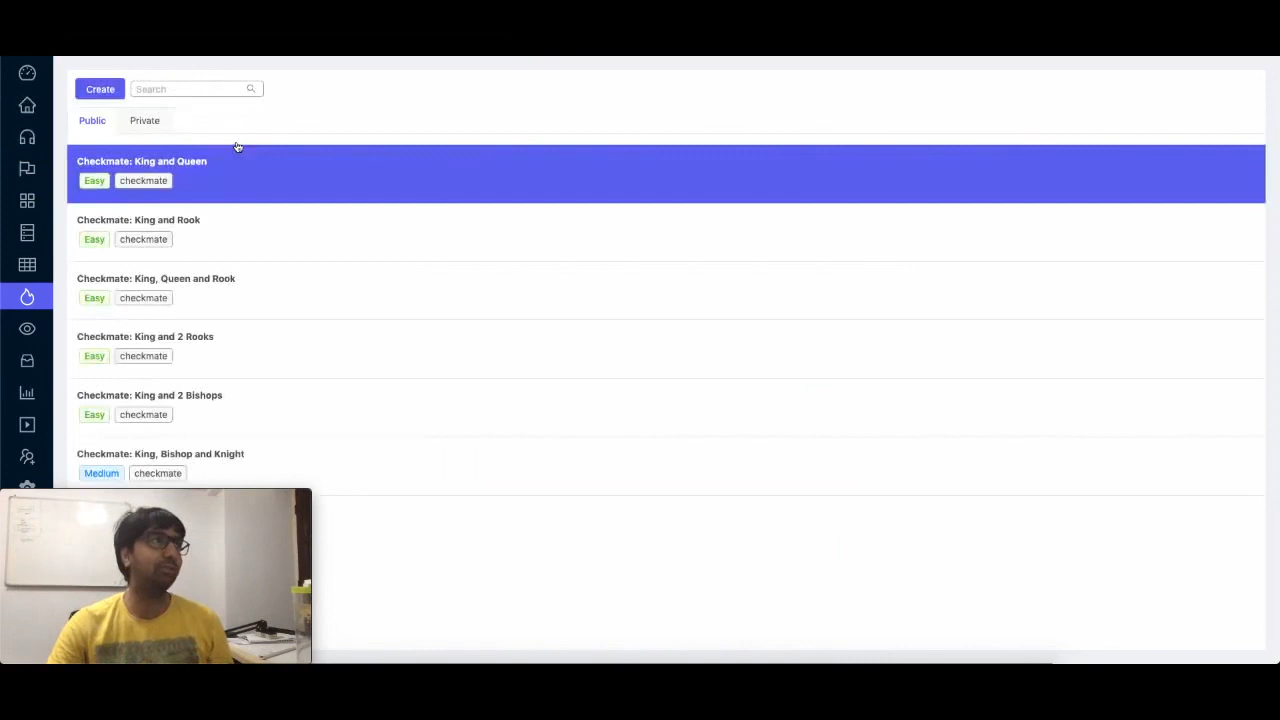 Create
Search
Public
Private
Checkmate: King and Queen
Easy
checkmate
Checkmate: King and Rook
Easy
checkmate
Checkmate: King, Queen and Rook
Easy
checkmate
Checkmate: King and 2 Rooks
Easy
checkmate
Checkmate: King and 2 Bishops
Easy
checkmate
Checkmate: King, Bishop and Knight
Medium
checkmate